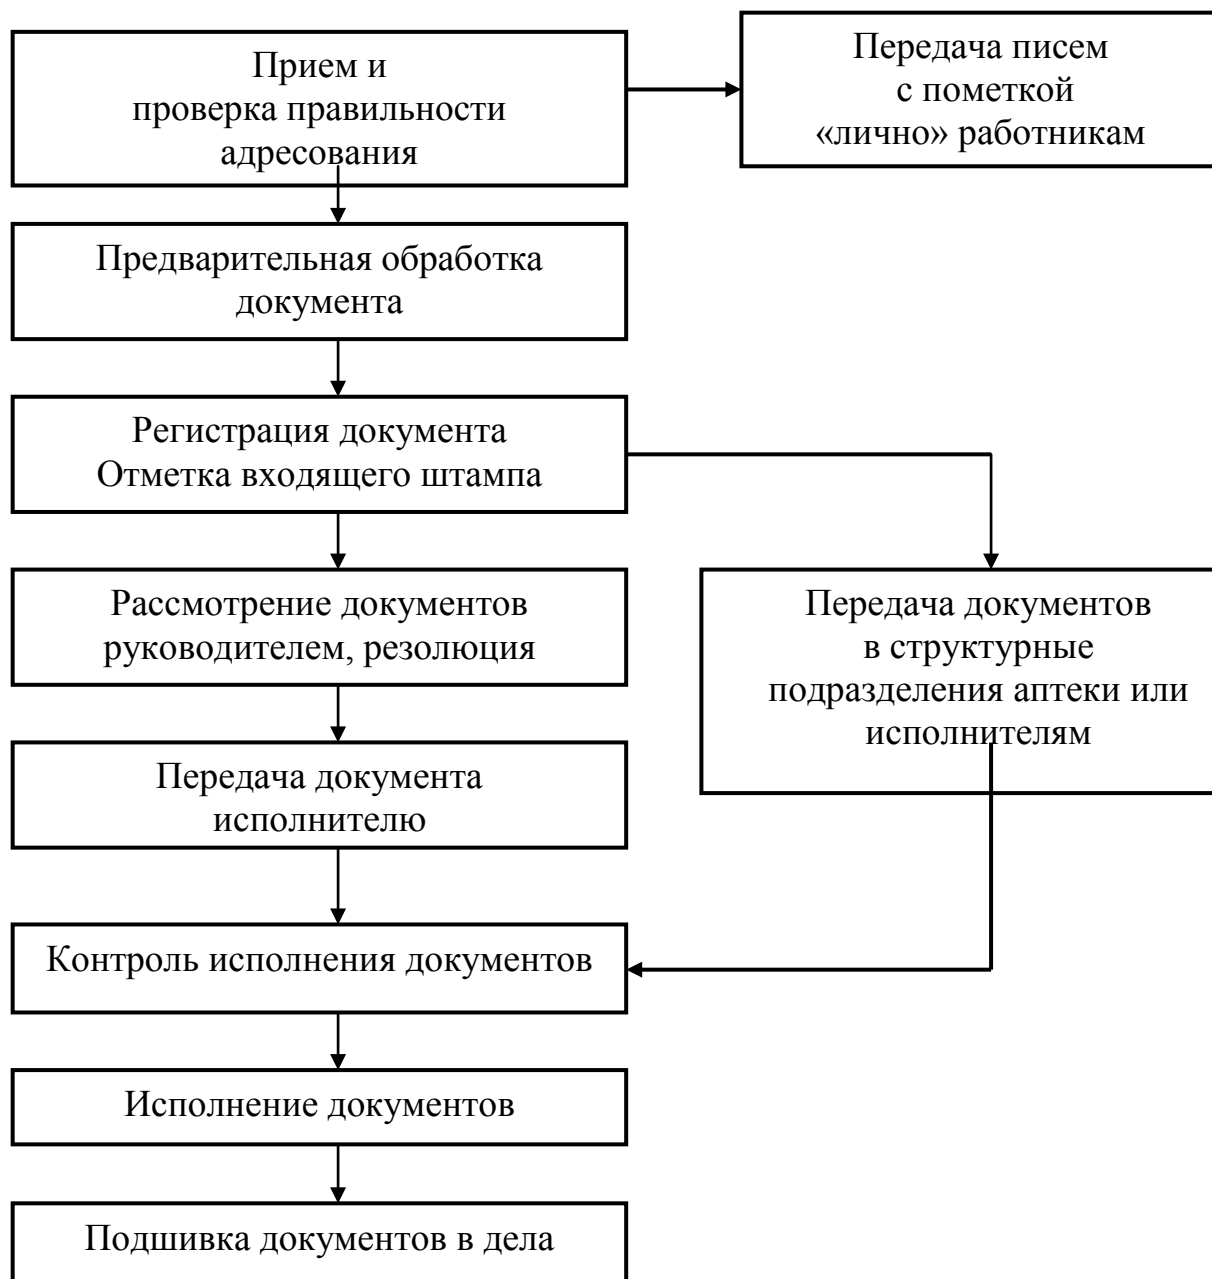 Прием и
проверка правильности
адресования
Передача писем
с пометкой
«лично» работникам
Предварительная обработка
документа
Регистрация документа
Отметка входящего штампа
Рассмотрение документов
руководителем, резолюция
Передача документов
в структурные
подразделения аптеки или
исполнителям
Передача документа
исполнителю
Контроль исполнения документов
Исполнение документов
Подшивка документов в дела